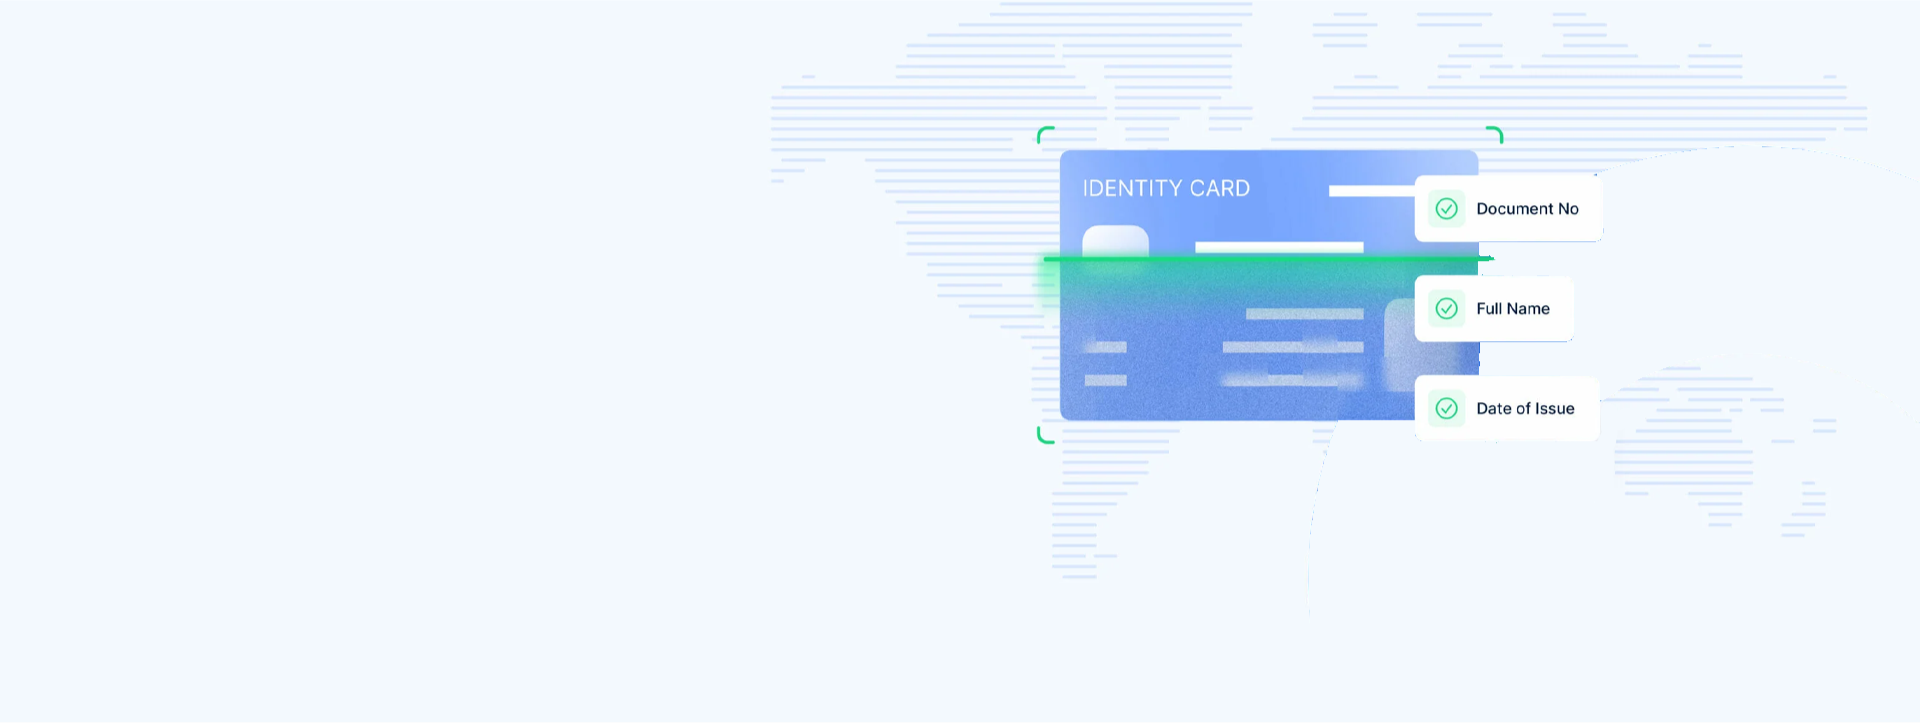 IDENTITY CARD
Document No
Full Name
Date of Issue